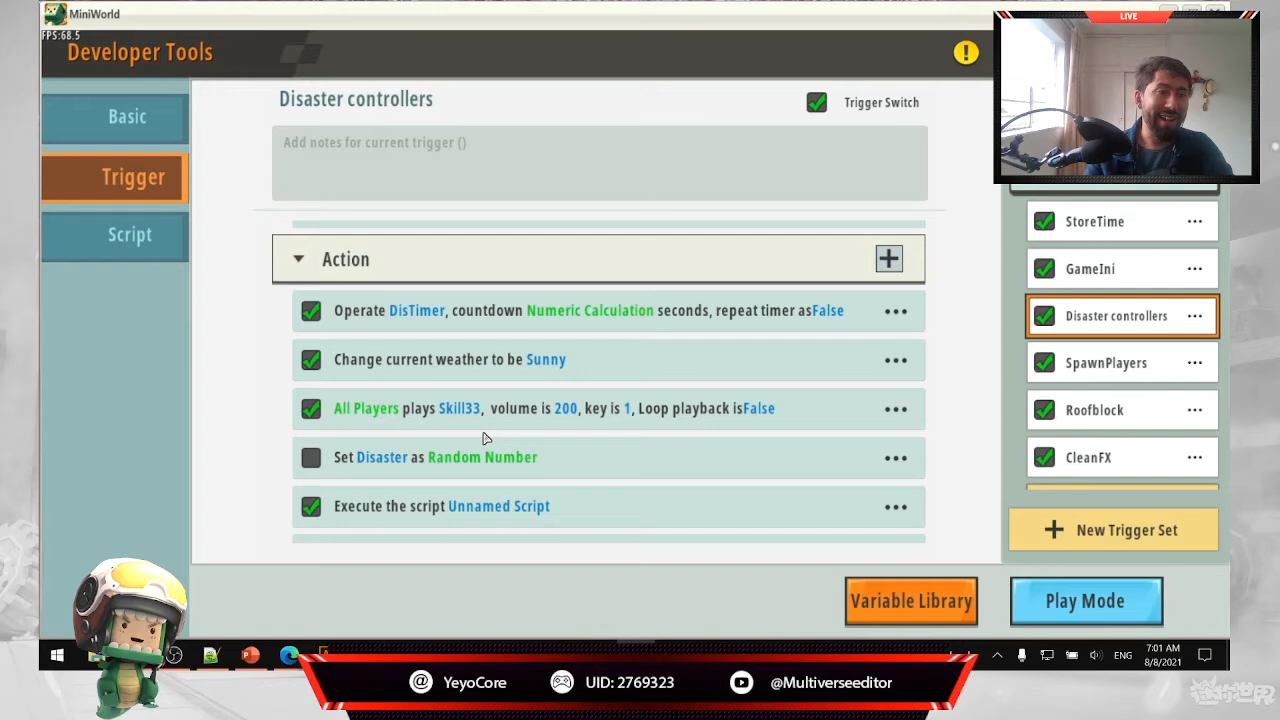 MiniWorld
FPS:68.5
Developer Tools
!
LIVE
Basic
Trigger
Script
Disaster controllers
Trigger Switch
Add notes for current trigger ()
Action
Operate DisTimer, countdown Numeric Calculation seconds, repeat timer asFalse
Change current weather to be Sunny
All Players plays Skill33, volume is 200, key is 1, Loop playback isFalse
Set Disaster as Random Number
Execute the script Unnamed Script
StoreTime
GameIni
Disaster controllers
SpawnPlayers
Roofblock
CleanFX
New Trigger Set
Variable Library
Play Mode
ENG
7:01 AM
8/8/2021
@ YeyoCore
UID: 2769323
@Multiverseeditor
迷你世界